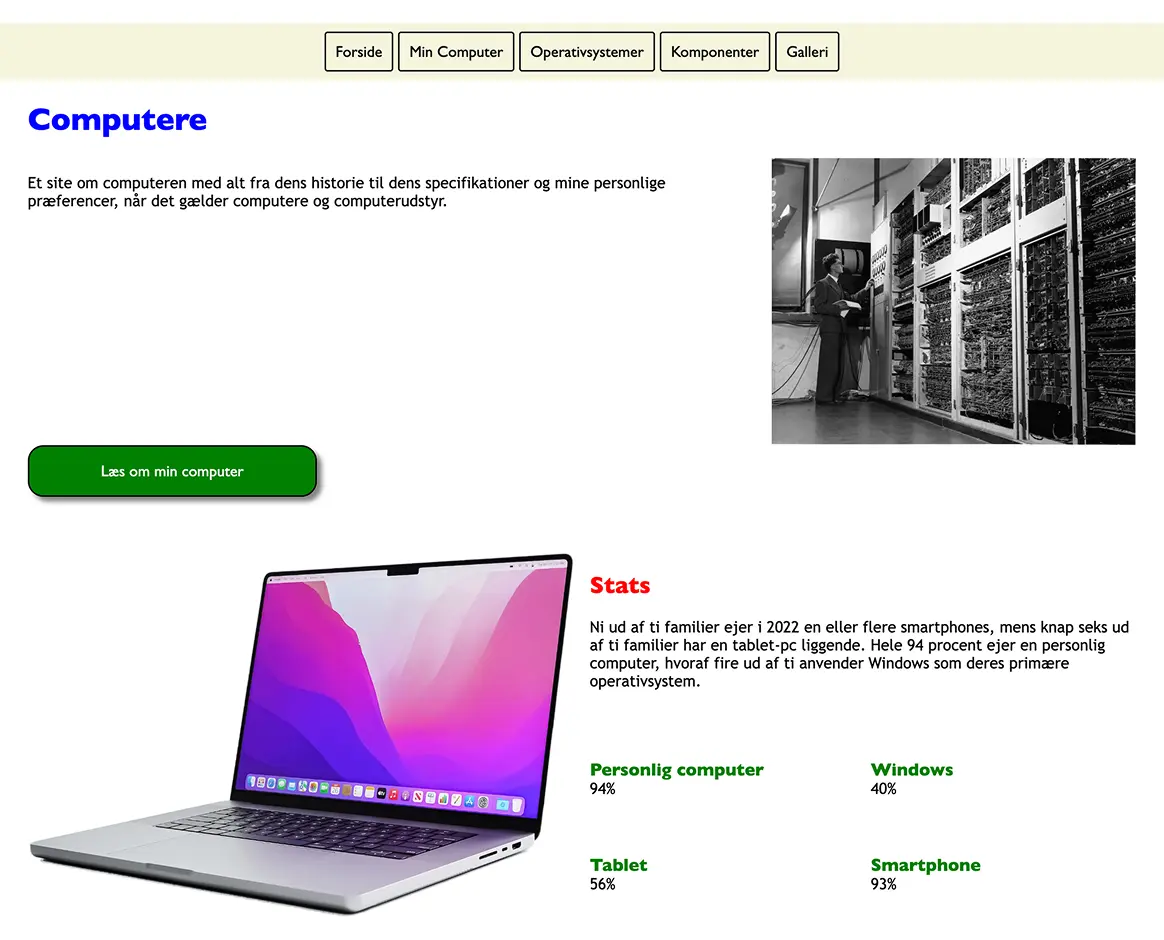 Forside
Min Computer
Operativsystemer
Komponenter
Galleri
Computere
Et site om computeren med alt fra dens historie til dens specifikationer og mine personlige
præferencer, når det gælder computere og computerudstyr.
Læs om min computer
Stats
Ni ud af ti familier ejer i 2022 en eller flere smartphones, mens knap seks ud
af ti familier har en tablet-pc liggende. Hele 94 procent ejer en personlig
computer, hvoraf fire ud af ti anvender Windows som deres primære
operativsystem.
Personlig computer
94%
Windows
40%
Tablet
56%
Smartphone
93%